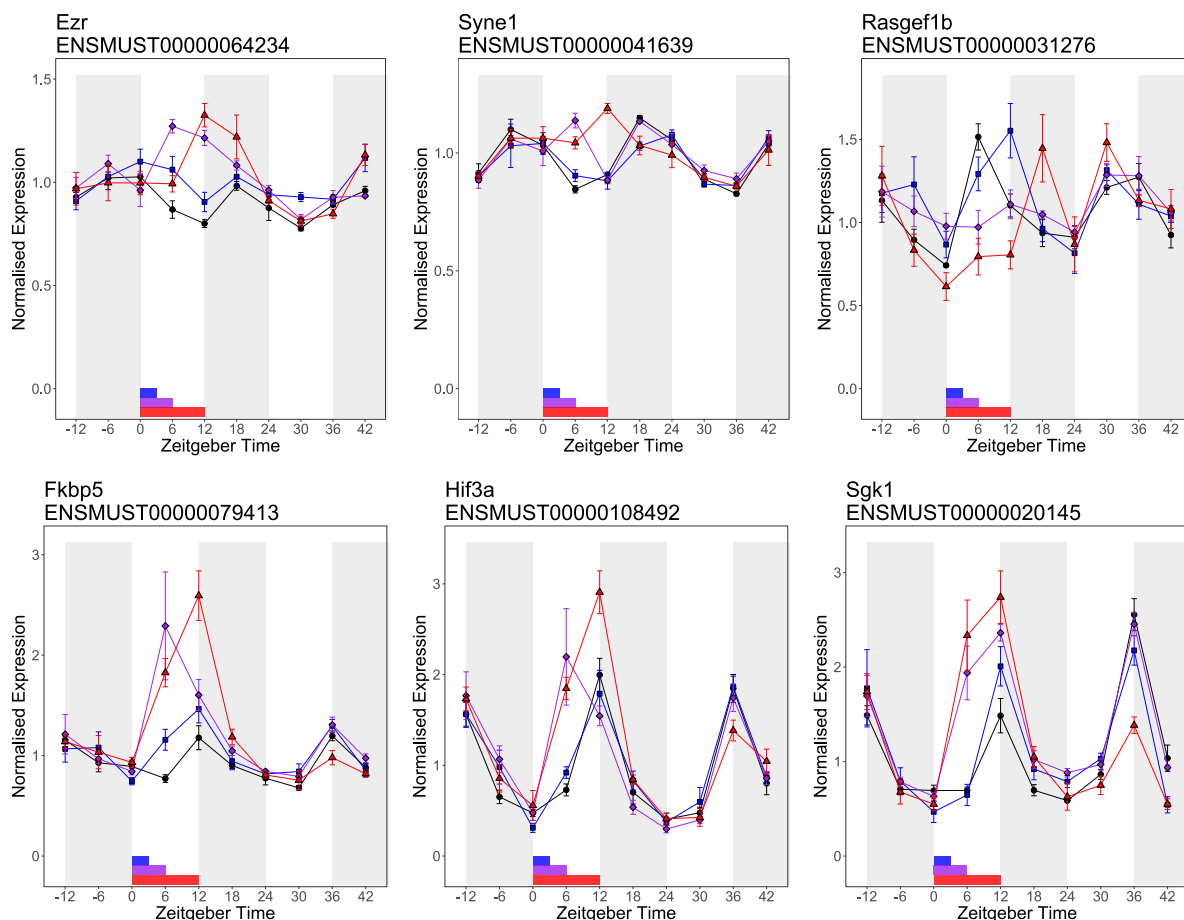 Ezr
ENSMUST00000064234
Normalised Expression
1.5
1.0
0.5
0.0
-12 -6 0 6 12 18 24 30 36 42
Zeitgeber Time
Syne1
ENSMUST00000041639
Normalised Expression
1.0
0.5
0.0
-12 -6 0 6 12 18 24 30 36 42
Zeitgeber Time
Rasgef1b
ENSMUST00000031276
Normalised Expression
1.5
1.0
0.5
0.0
-12 -6 0 6 12 18 24 30 36 42
Zeitgeber Time
Fkbp5
ENSMUST00000079413
Normalised Expression
3
2
1
0
-12 -6 0 6 12 18 24 30 36 42
Zeitgeber Time
Hif3a
ENSMUST00000108492
Normalised Expression
3
2
1
0
-12 -6 0 6 12 18 24 30 36 42
Zeitgeber Time
Sgk1
ENSMUST00000020145
Normalised Expression
3
2
1
0
-12 -6 0 6 12 18 24 30 36 42
Zeitgeber Time